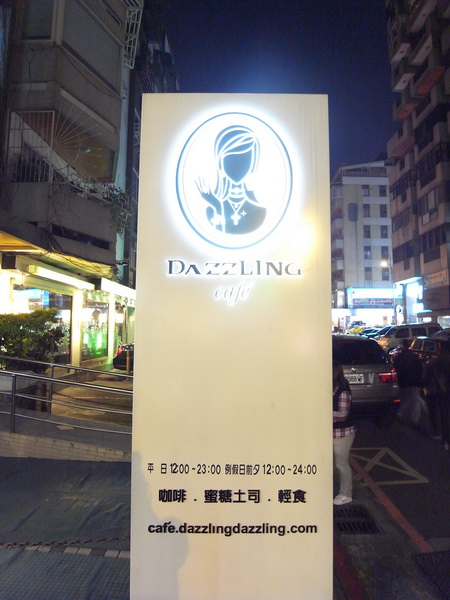 DAZZLING
café
平 日 12:00~23:00 例假日前夕 12:00~24:00
咖啡 . 蜜糖土司 . 輕食
cafe.dazzlingdazzling.com